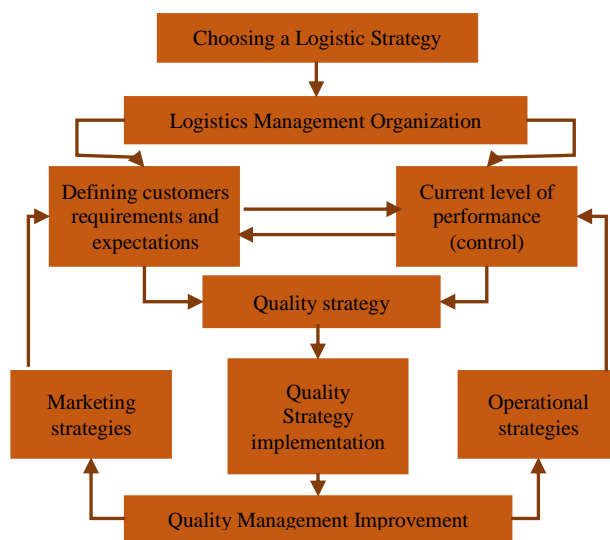 Choosing a Logistic Strategy
Logistics Management Organization
Defining customers
requirements and
expectations
Current level of
performance
(control)
Quality strategy
Marketing
strategies
Quality
Strategy
implementation
Operational
strategies
Quality Management Improvement